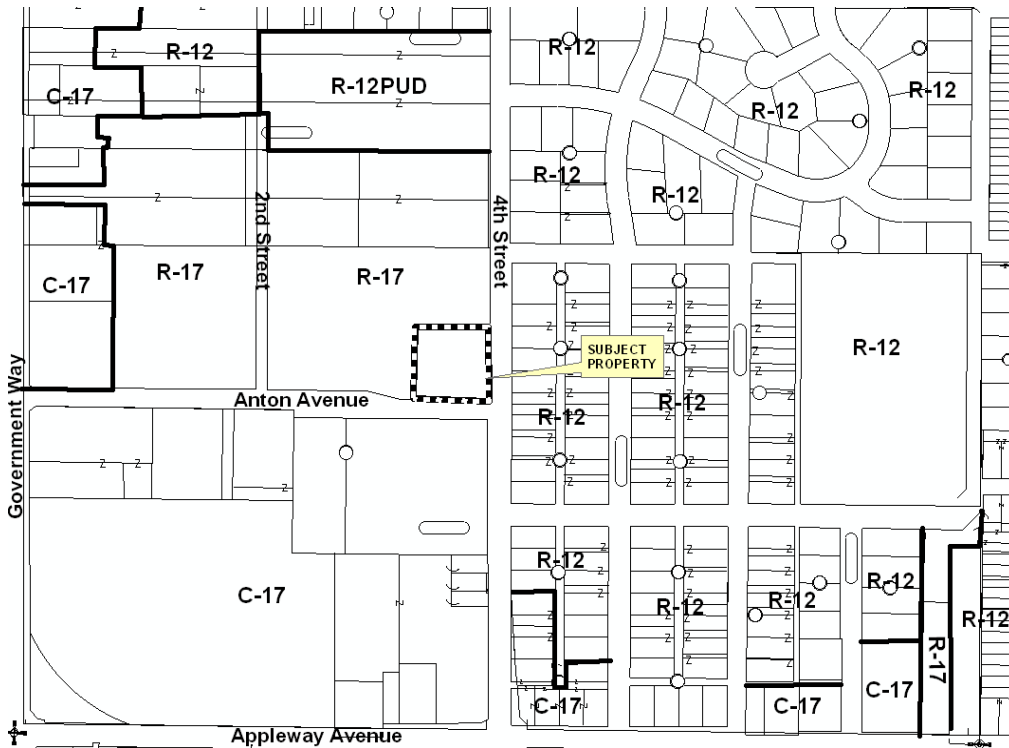 R-12
R-12
R-12PUD
R-12
C-17
R-12
R-12
R-12
2nd Street
4th Street
R-17
R-17
C-17
SUBJECT
PROPERTY
R-12
Government Way
Anton Avenue
R-12
R-12
R-12
R-12
C-17
R-12
R-12
R-12
R-17
C-17
C-17
C-17
Appleway Avenue